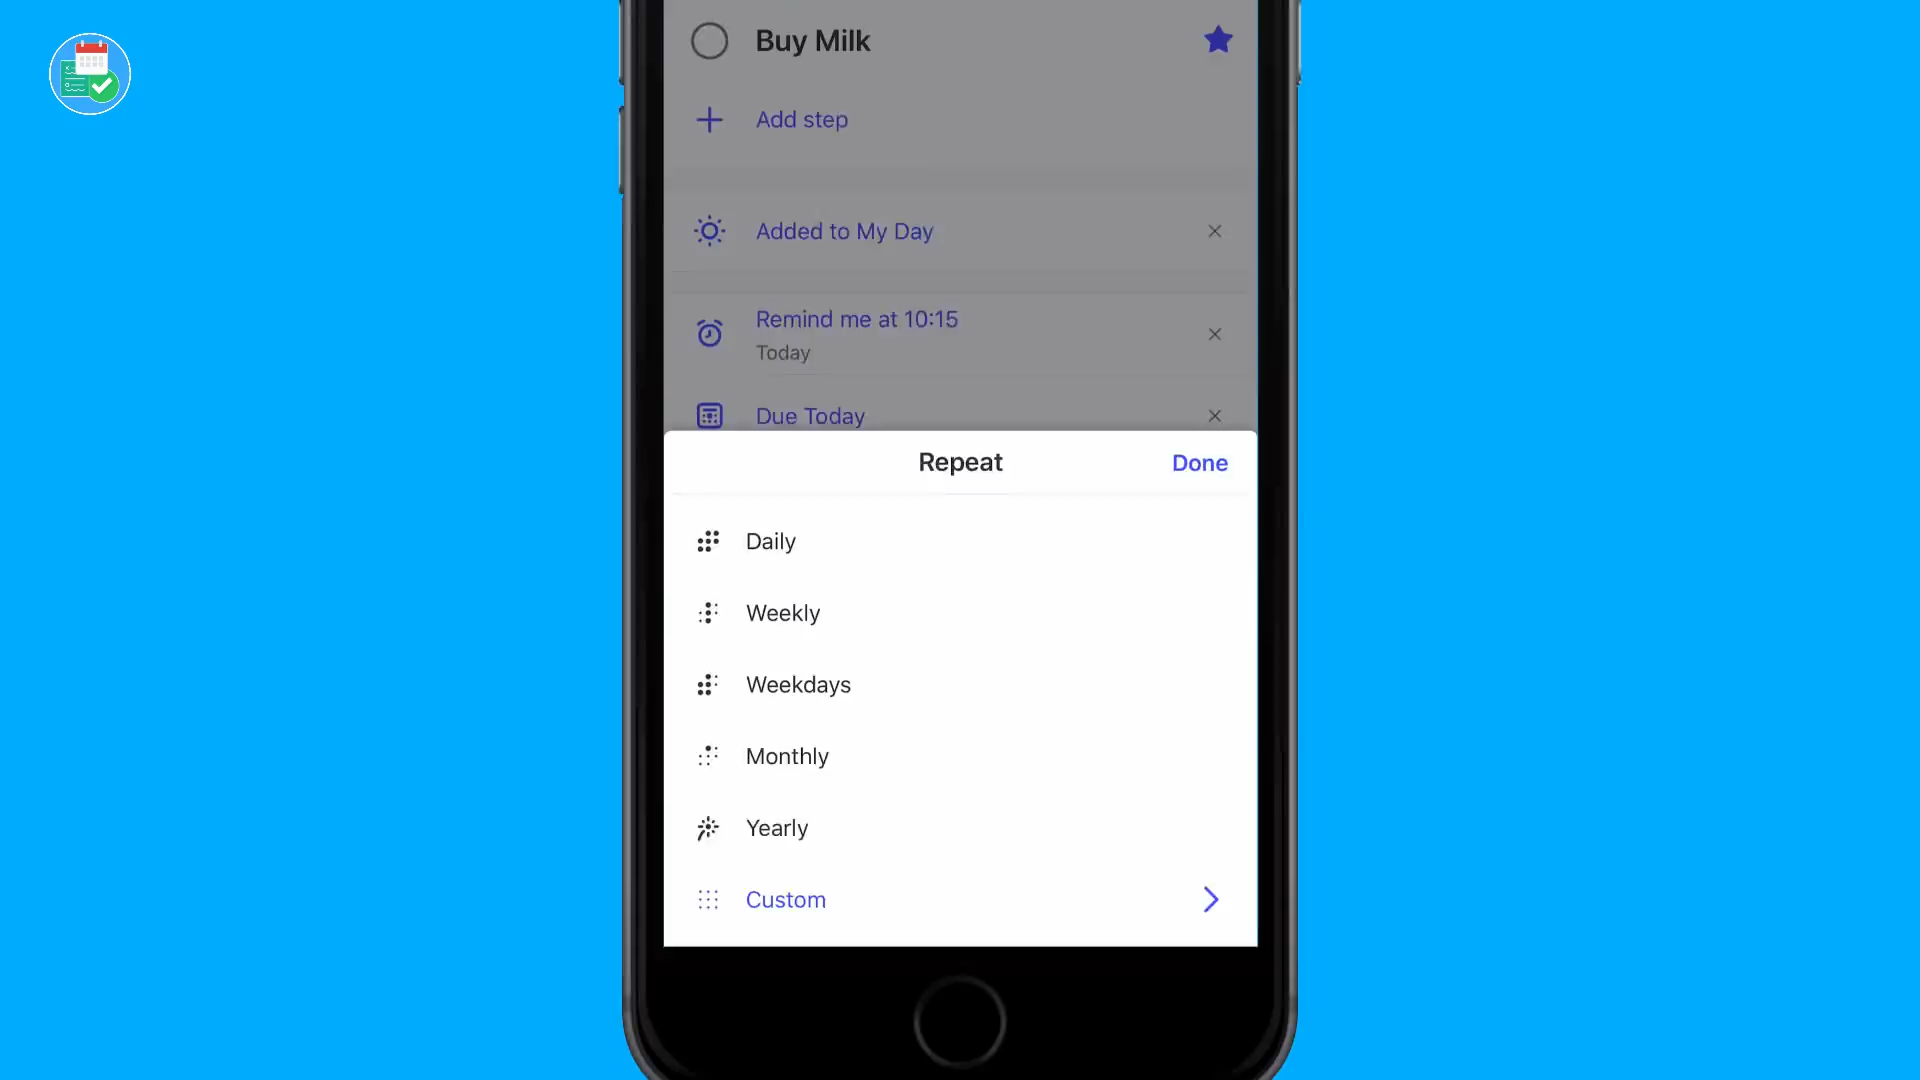 Buy Milk
Add step
Added to My Day
Remind me at 10:15
Today
Due Today
Repeat
Done
Daily
Weekly
Weekdays
Monthly
Yearly
Custom